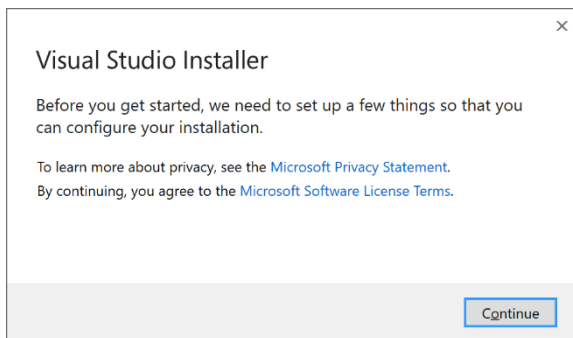 Visual Studio Installer
Before you get started, we need to set up a few things so that you
can configure your installation.
To learn more about privacy, see the Microsoft Privacy Statement.
By continuing, you agree to the Microsoft Software License Terms.
Continue